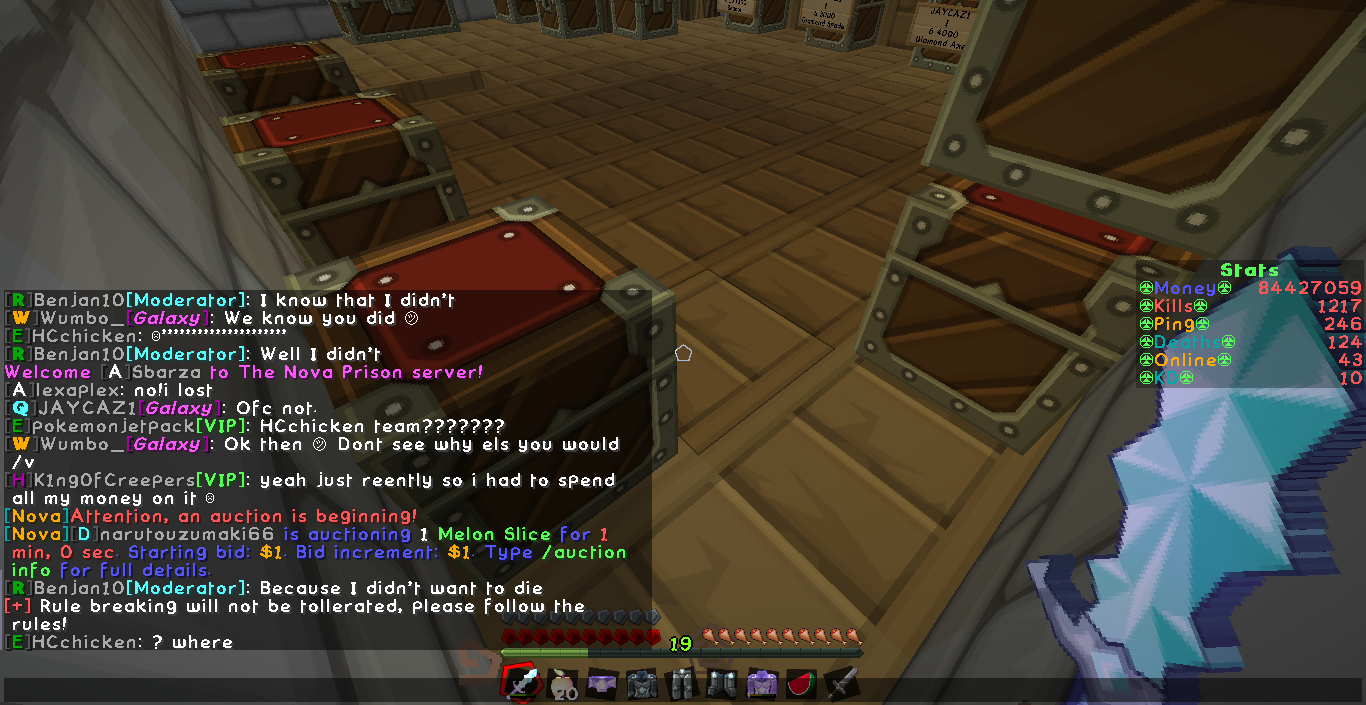 1
$ 3000
Diamond Spade
JAYCAZ1
1
$ 4000
Diamond Axe
Stats
Money 84427059
Kills 1217
Ping 246
Deaths 124
Online 43
KD 10
[R]Benjan10[Moderator]: I know that I didn't
[W]Wumbo_[Galaxy]: We know you did
[E]HCchicken:
[R]Benjan10[Moderator]: Well I didn't
Welcome [A]Sbarza to The Nova Prison server!
[A]lexaplex: no!i lost
[Q]JAYCAZ1[Galaxy]: Ofc not.
[E]pokemonjetpack[VIP]: HCchicken team???????
[W]Wumbo_[Galaxy]: Ok then Dont see why els you would
/v
[H]K1ngOfCreepers[VIP]: yeah just reently so i had to spend
all my money on it
[Nova]Attention, an auction is beginning!
[Nova][D]narutouzumaki66 is auctioning 1 Melon Slice for 1
min, 0 sec. Starting bid: $1. Bid increment: $1. Type /auction
info for full details.
[R]Benjan10[Moderator]: Because I didn't want to die
[+] Rule breaking will not be tollerated, please follow the
rules!
[E]HCchicken: ? where
19
20